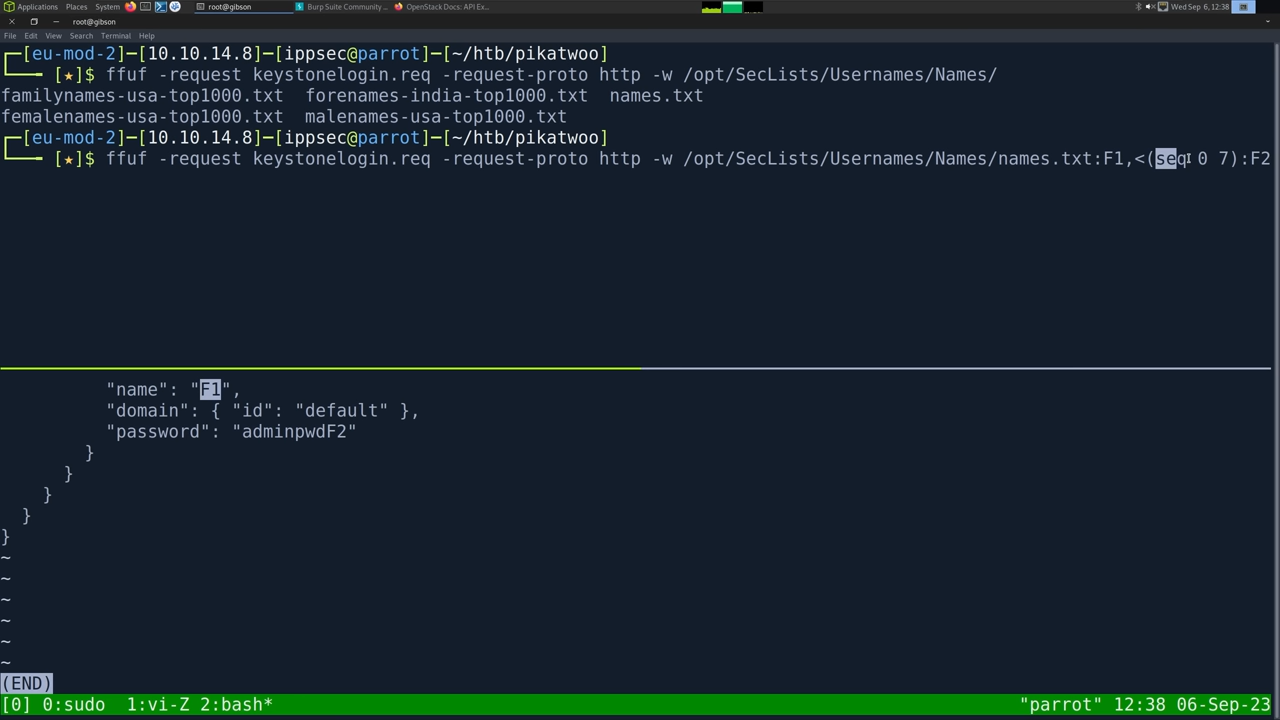 Applications Places System root@gibson Burp Suite Community ... OpenStack Docs: API Ex... Wed Sep 6, 12:38
root@gibson
File Edit View Search Terminal Help
┌─[eu-mod-2]─[10.10.14.8]─[ippsec@parrot]─[~/htb/pikatwoo]
└──╼ [★]$ ffuf -request keystonelogin.req -request-proto http -w /opt/SecLists/Usernames/Names/
familynames-usa-top1000.txt forenames-india-top1000.txt names.txt
femalenames-usa-top1000.txt malenames-usa-top1000.txt
┌─[eu-mod-2]─[10.10.14.8]─[ippsec@parrot]─[~/htb/pikatwoo]
└──╼ [★]$ ffuf -request keystonelogin.req -request-proto http -w /opt/SecLists/Usernames/Names/names.txt:F1,<(seq 0 7):F2
"name": "F1",
"domain": { "id": "default" },
"password": "adminpwdF2"
}
}
}
}
}
~
~
~
~
~
~
(END)
[0] 0:sudo 1:vi-Z 2:bash* "parrot" 12:38 06-Sep-23